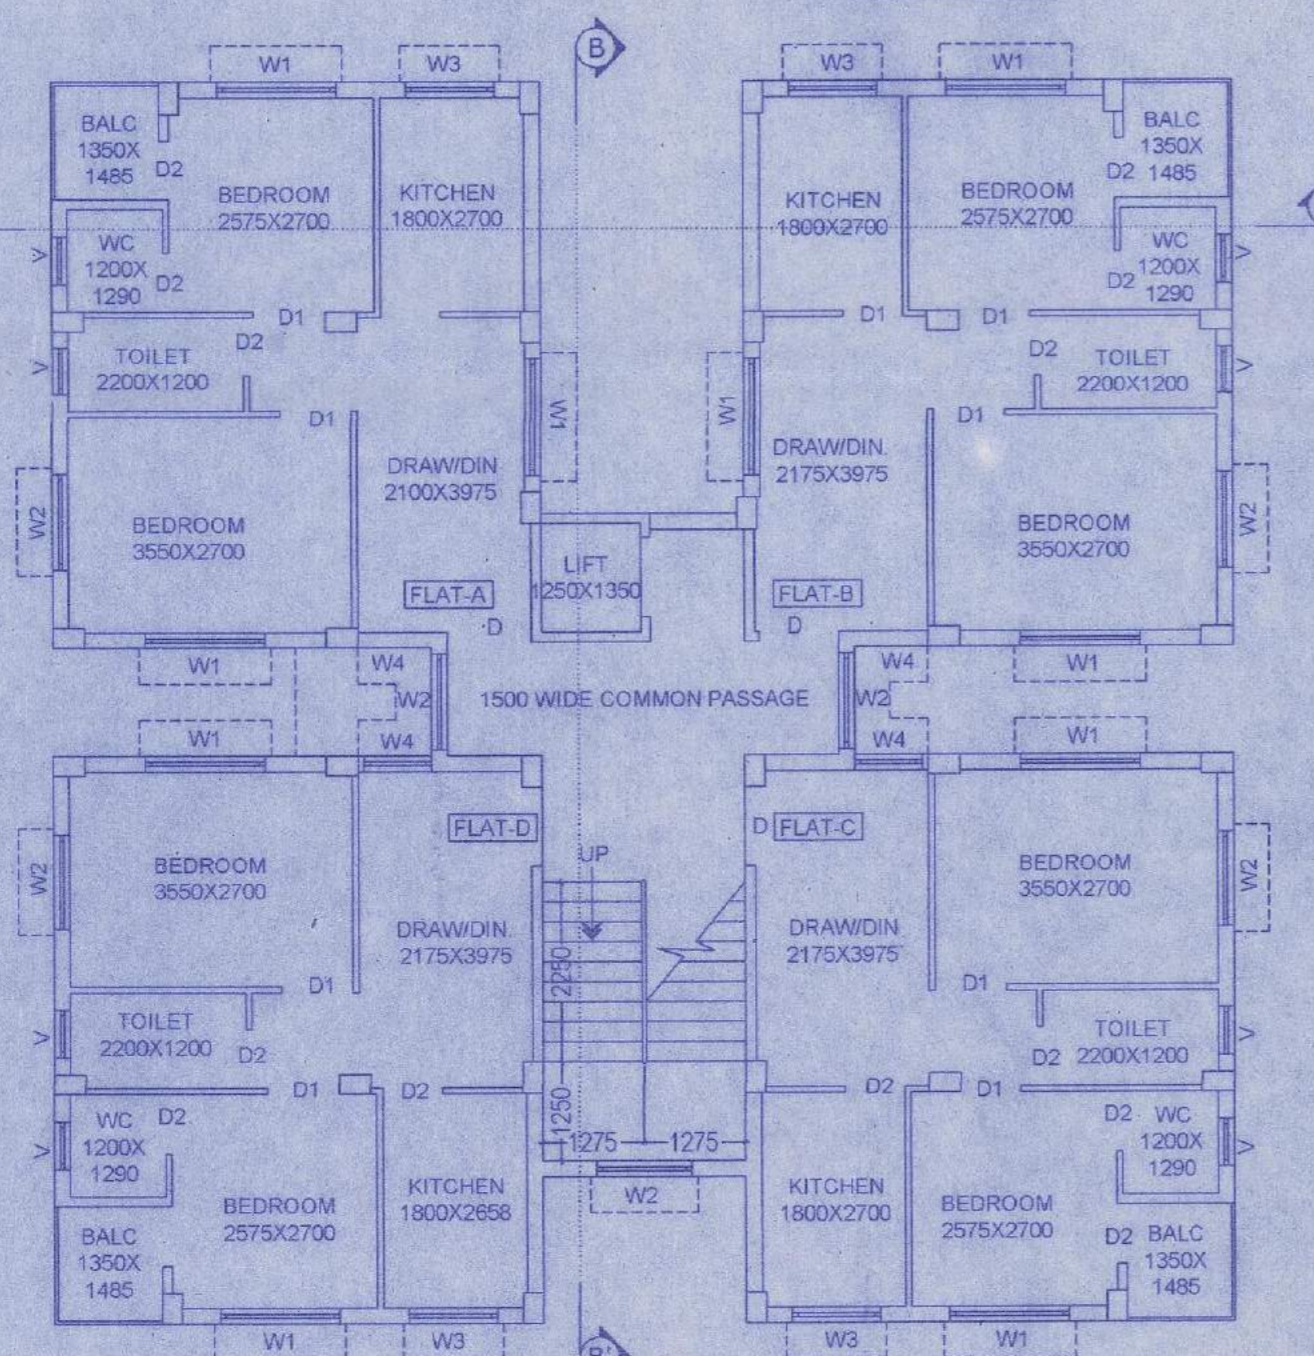 B
W1
W3
W3
W1
BALC
1350X
1485
D2
BEDROOM
2575X2700
KITCHEN
1800X2700
KITCHEN
1800X2700
BEDROOM
2575X2700
D2
BALC
1350X
1485
V
WC
1200X
1290
D2
D2
WC
1200X
1290
V
D1
D1
D1
V
TOILET
2200X1200
D2
D2
TOILET
2200X1200
V
D1
W1
W1
D1
W2
BEDROOM
3550X2700
DRAW/DIN
2100X3975
DRAW/DIN.
2175X3975
BEDROOM
3550X2700
W2
LIFT
1250X1350
FLAT-A
FLAT-B
D
D
W1
W4
W2
1500 WIDE COMMON PASSAGE
W2
W4
W1
W1
W4
W4
W1
FLAT-D
D
FLAT-C
UP
W2
BEDROOM
3550X2700
DRAW/DIN.
2175X3975
2250
DRAW/DIN
2175X3975
BEDROOM
3550X2700
W2
D1
D1
V
TOILET
2200X1200
D2
D2
TOILET
2200X1200
V
D1
D2
D2
D1
V
WC
1200X
1290
D2
1250
1275
1275
D2
WC
1200X
1290
V
BEDROOM
2575X2700
KITCHEN
1800X2658
W2
KITCHEN
1800X2700
BEDROOM
2575X2700
BALC
1350X
1485
D2
BALC
1350X
1485
W1
W3
B'
W3
W1